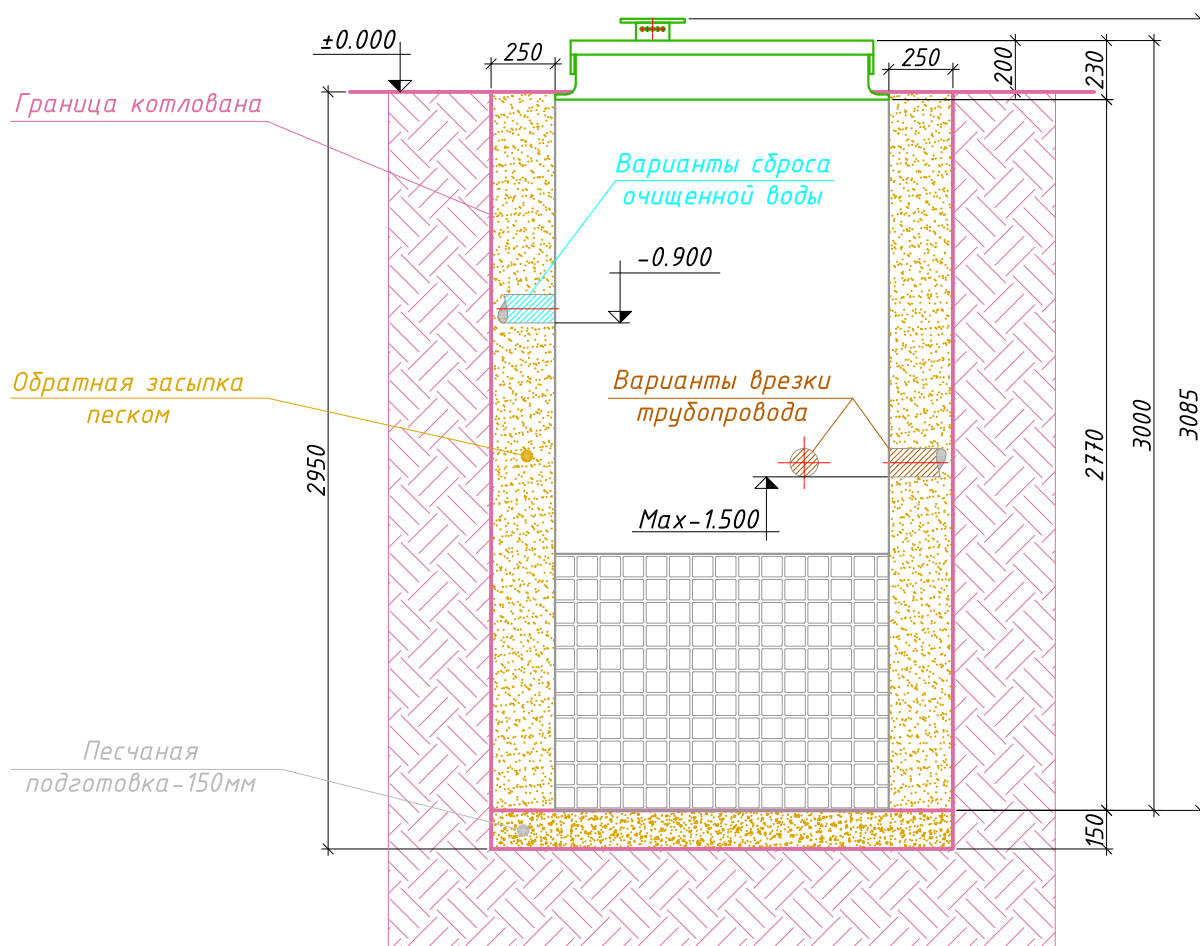 ±0.000
250
250
200
230
Граница котлована
Варианты сброса
очищенной воды
-0.900
Обратная засыпка
песком
Варианты врезки
трубопровода
2950
2770
3000
3085
Max-1.500
Песчаная
подготовка-150мм
150